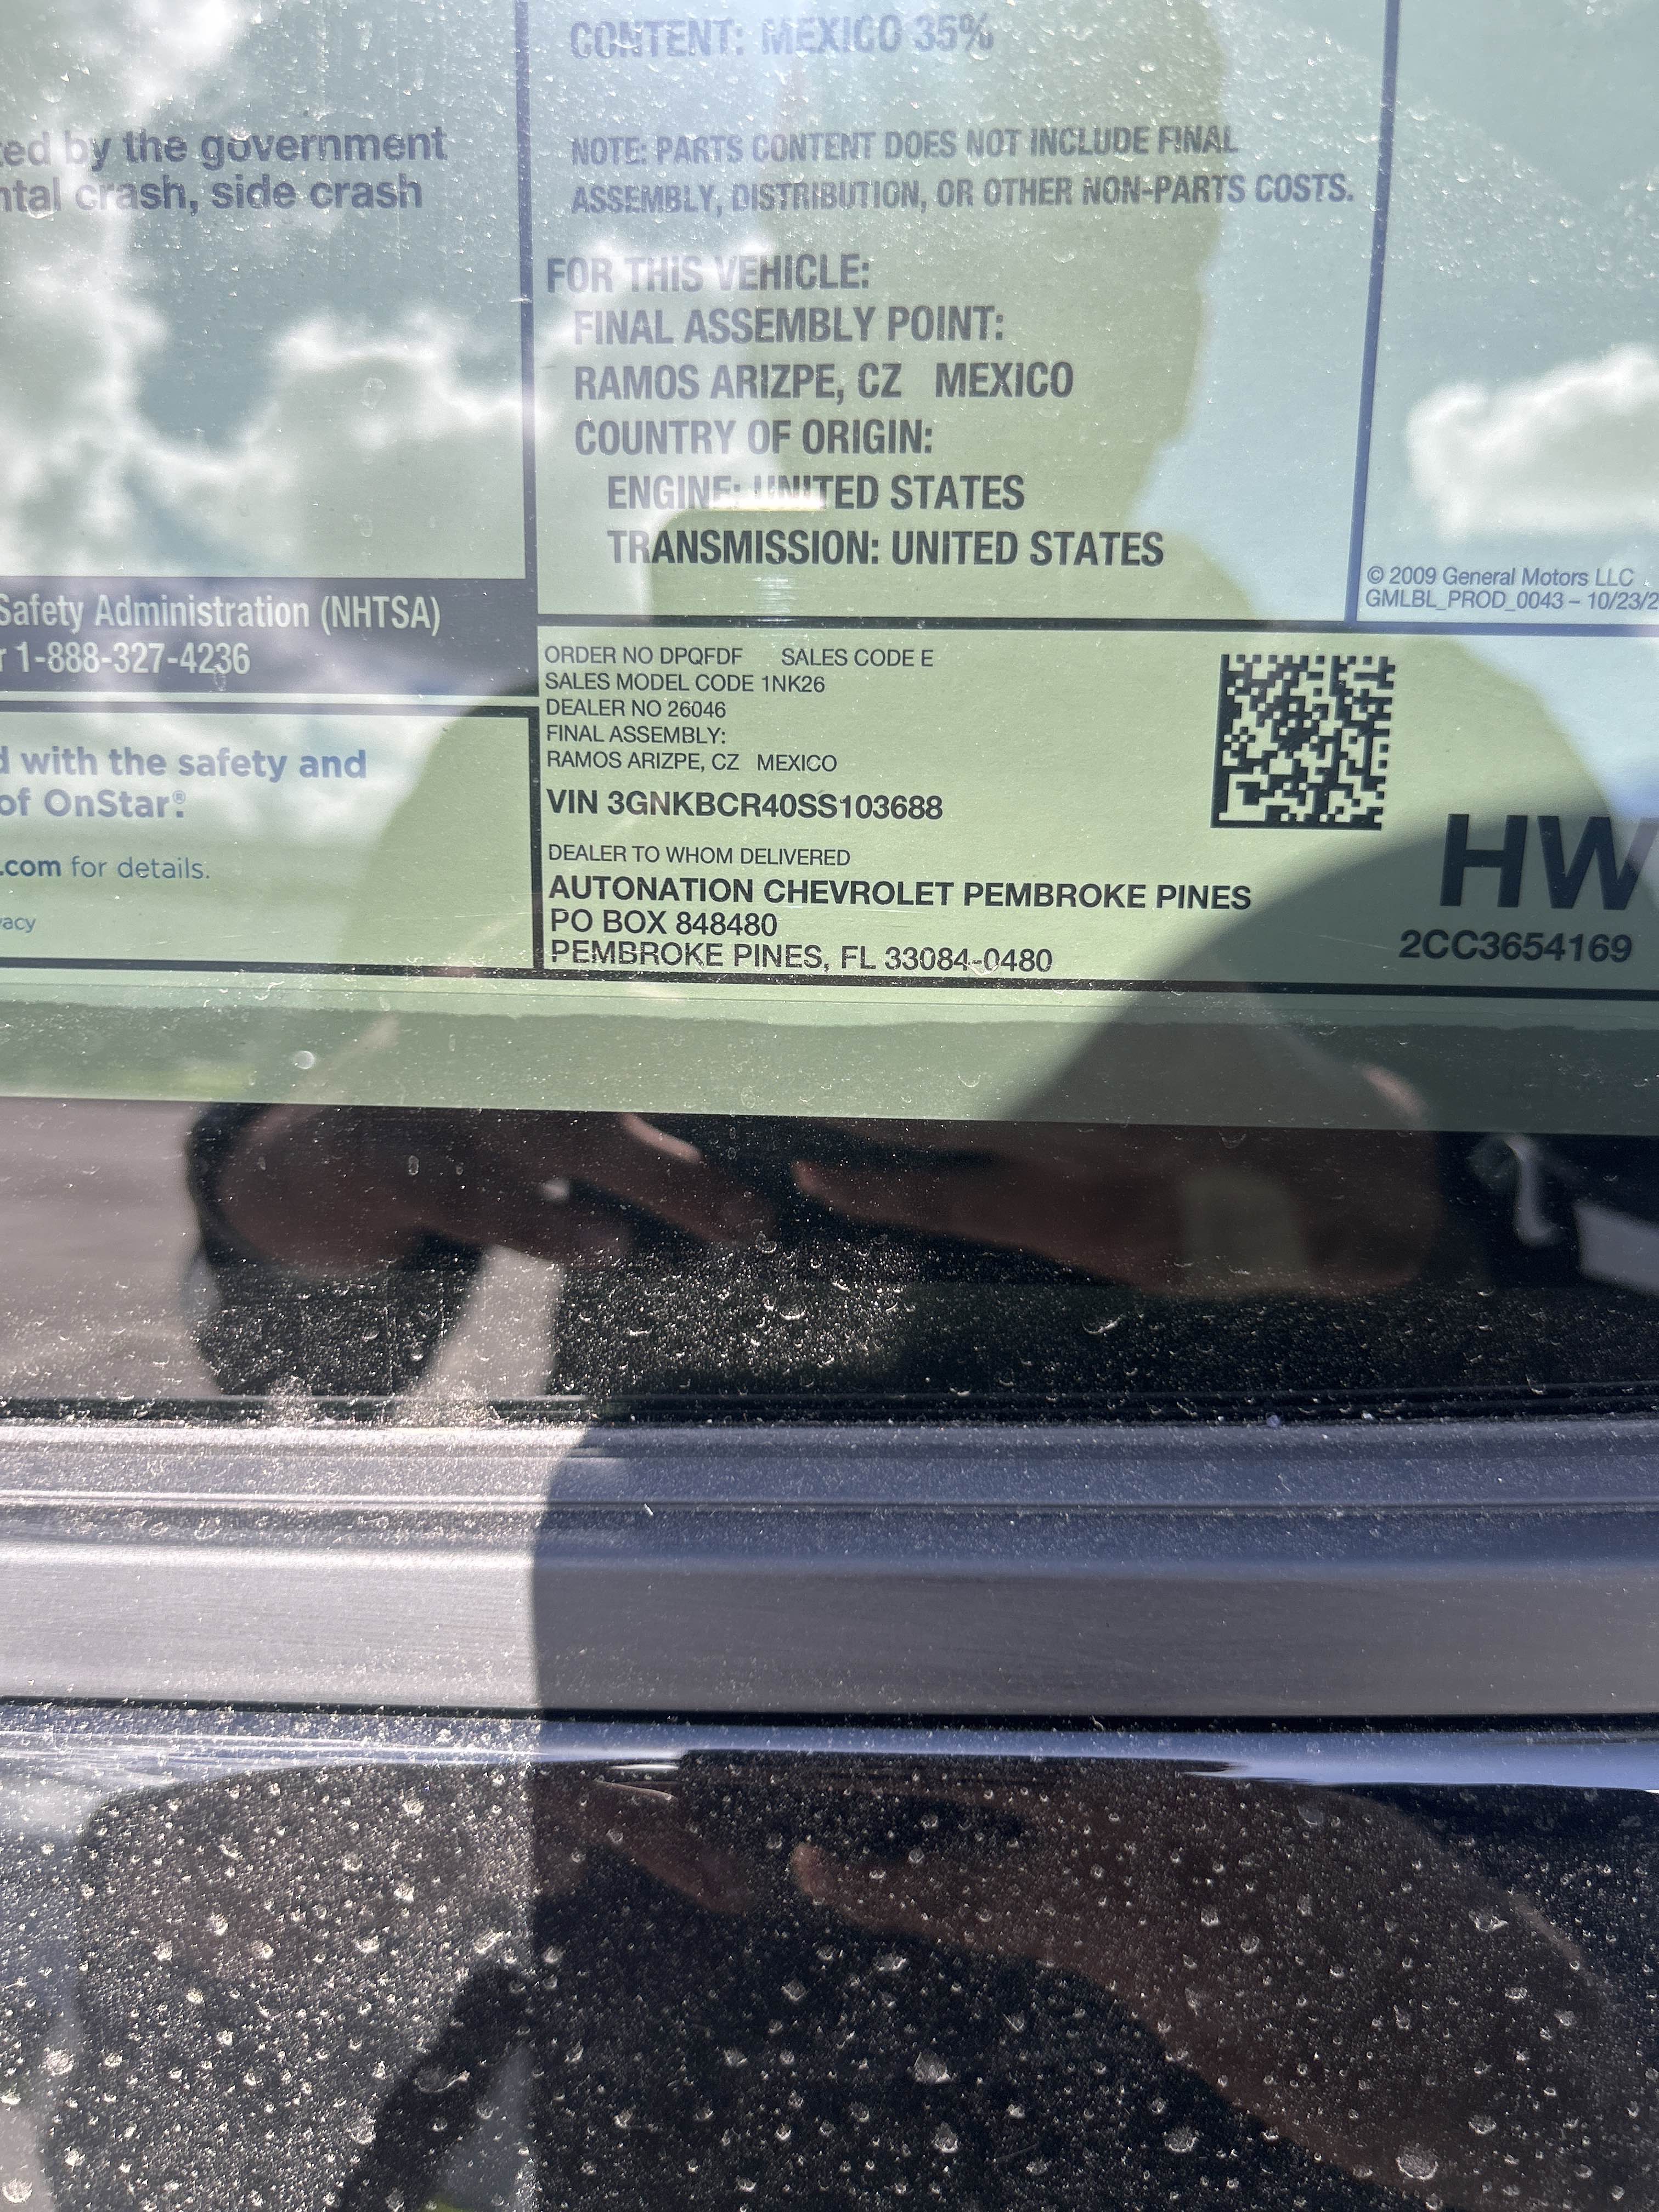 CONTENT: MEXICO 35%
NOTE: PARTS CONTENT DOES NOT INCLUDE FINAL
ASSEMBLY, DISTRIBUTION, OR OTHER NON-PARTS COSTS.
FOR THIS VEHICLE:
FINAL ASSEMBLY POINT:
RAMOS ARIZPE, CZ MEXICO
COUNTRY OF ORIGIN:
ENGINE: UNITED STATES
TRANSMISSION: UNITED STATES
by the government
crash, side crash
Safety Administration (NHTSA)
1-888-327-4236
with the safety and
of OnStar®.
.com for details.
© 2009 General Motors LLC
GMLBL_PROD_0043 – 10/23/2
ORDER NO DPQFDF SALES CODE E
SALES MODEL CODE 1NK26
DEALER NO 26046
FINAL ASSEMBLY:
RAMOS ARIZPE, CZ MEXICO
VIN 3GNKBCR40SS103688
DEALER TO WHOM DELIVERED
AUTONATION CHEVROLET PEMBROKE PINES
PO BOX 848480
PEMBROKE PINES, FL 33084-0480
HW
2CC3654169